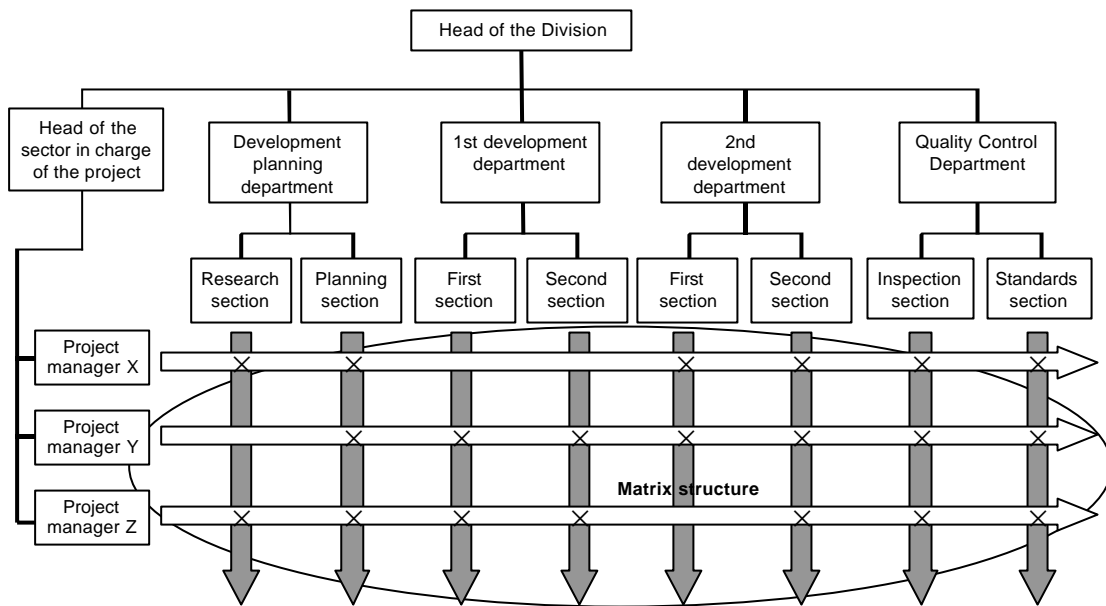 Head of the Division
Head of the
sector in charge
of the project
Development
planning
department
1st development
department
2nd
development
department
Quality Control
Department
Research
section
Planning
section
First
section
Second
section
First
section
Second
section
Inspection
section
Standards
section
Project
manager X
Project
manager Y
Matrix structure
Project
manager Z